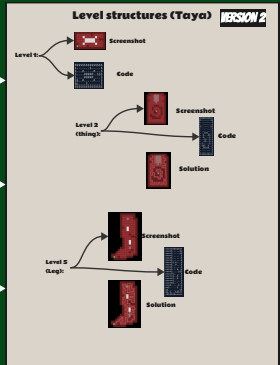 Level structures (Taya) VERSION 2
Level 1:
Screenshot
Code
Level 2
(thing):
Screenshot
Code
Solution
Level 5
(Leg):
Screenshot
Code
Solution